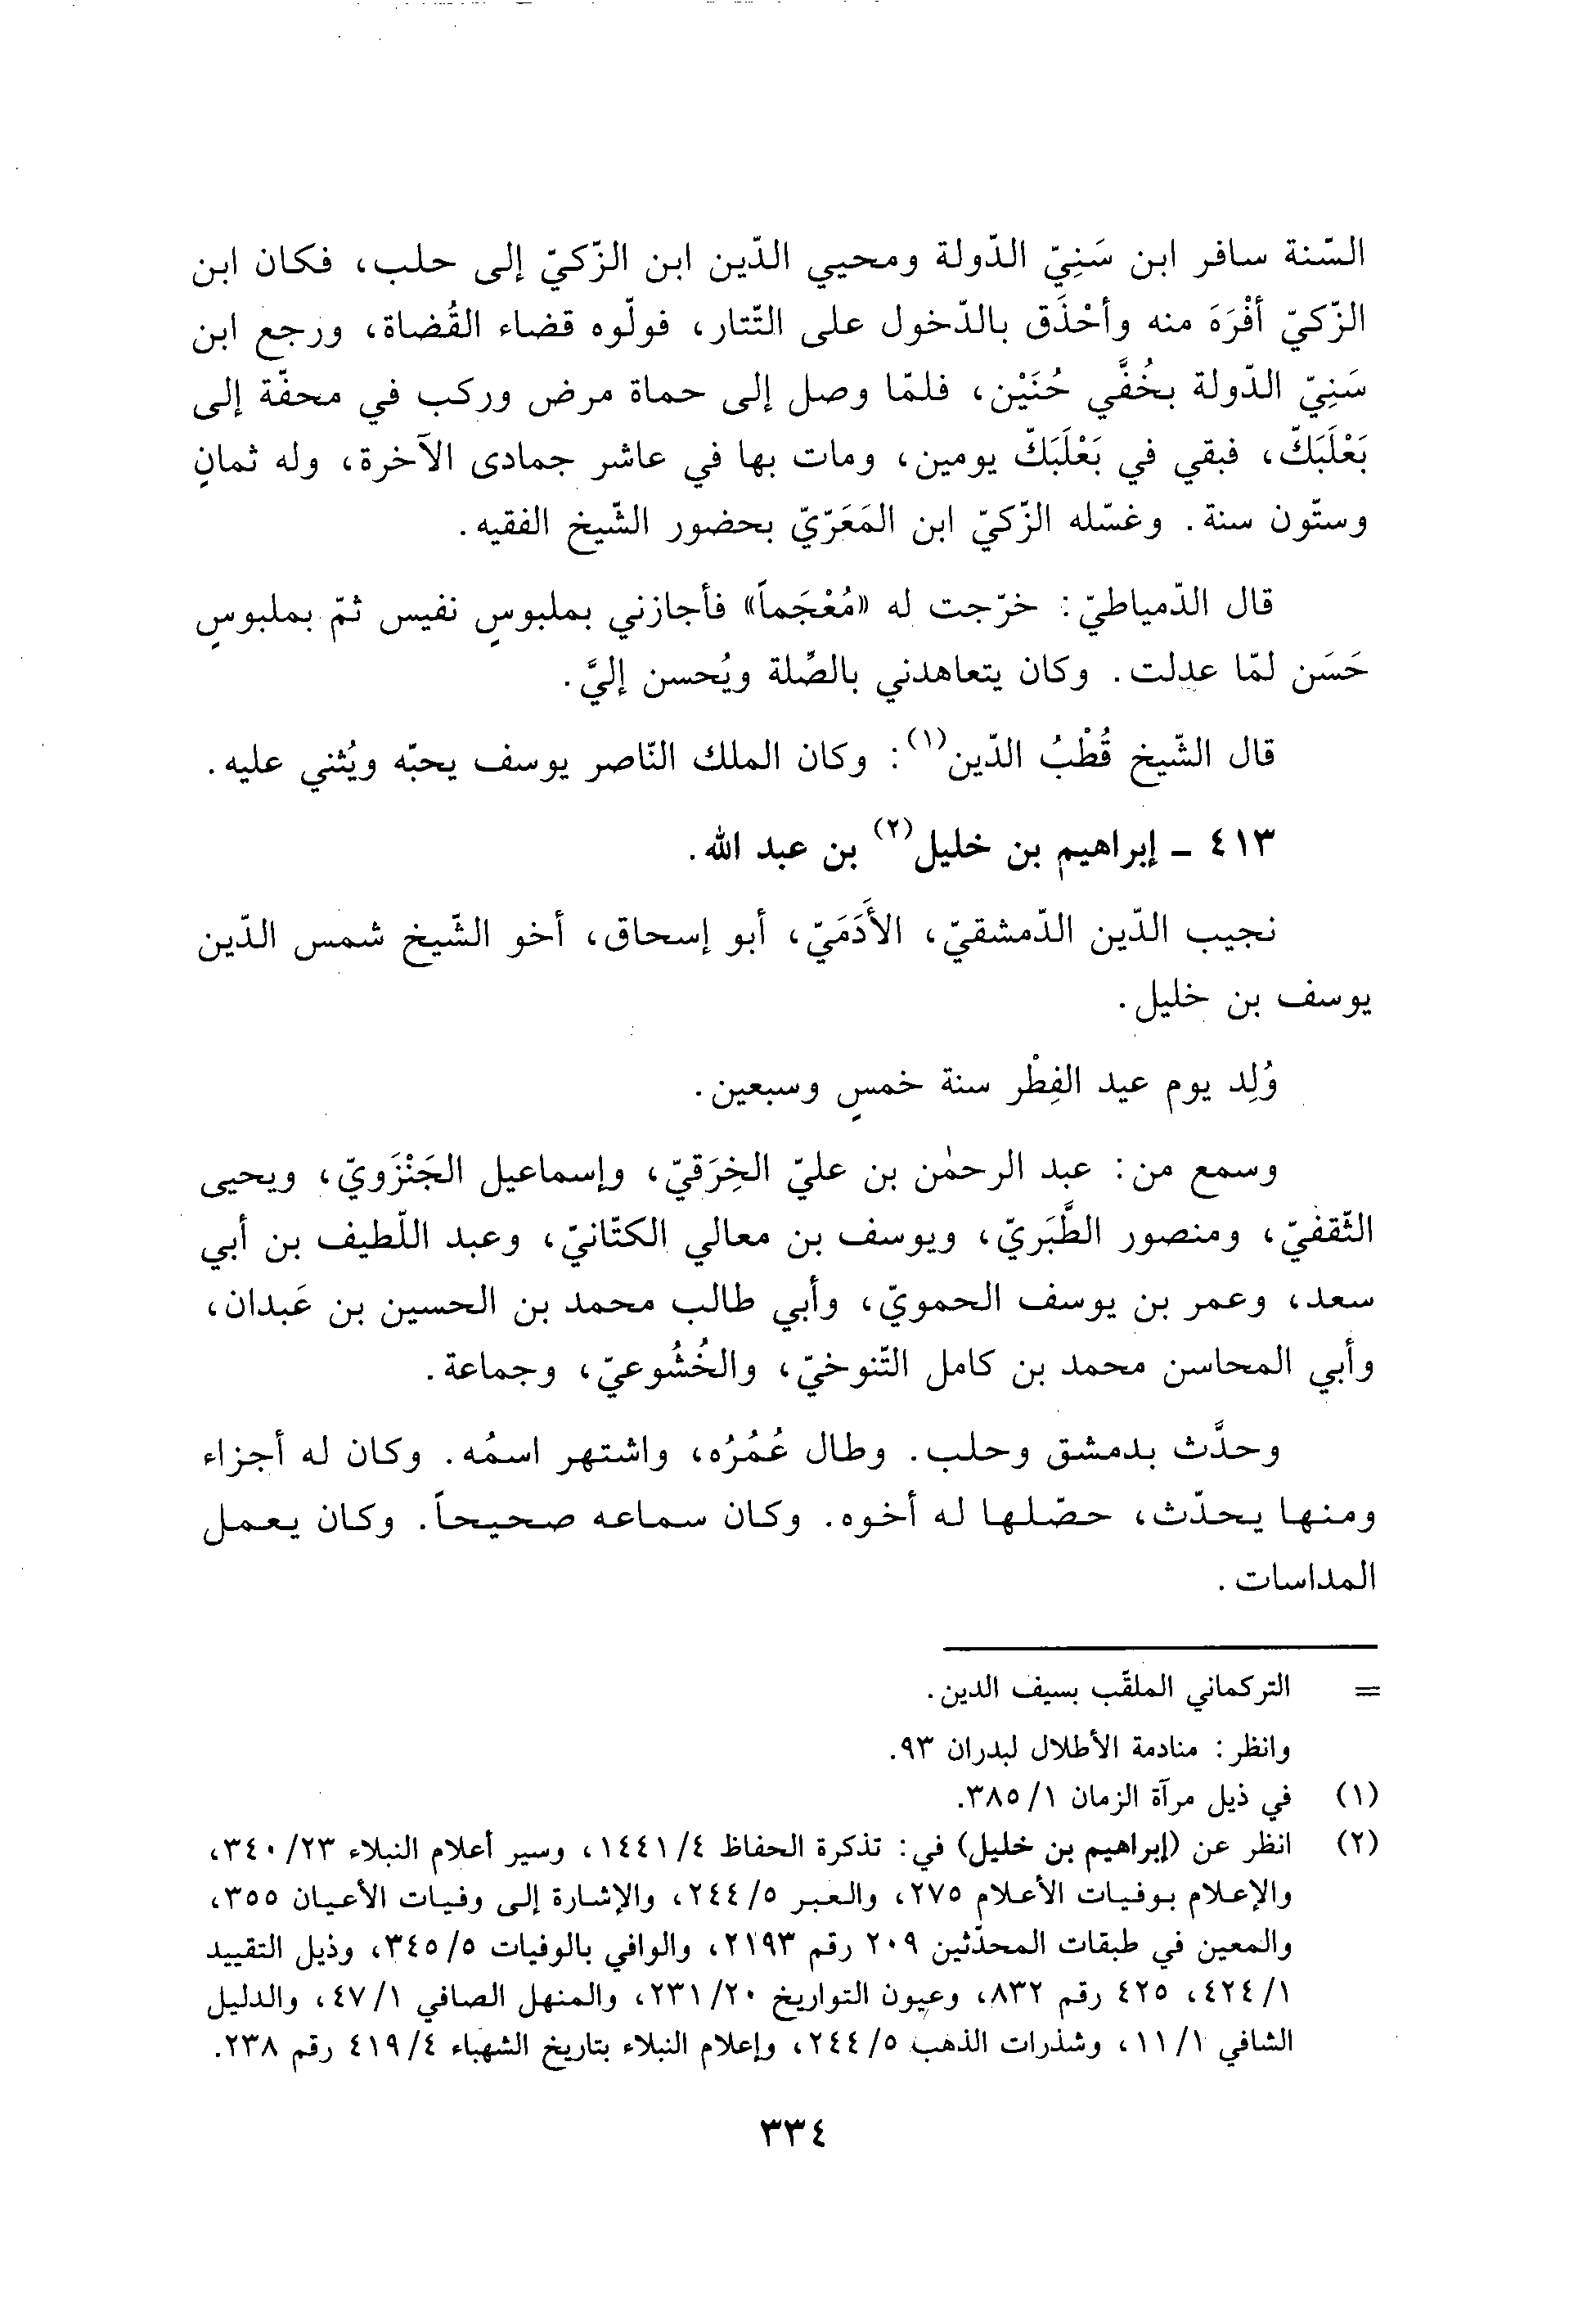 السّنة سافر ابن سَنِيّ الدّولة ومحيي الدّين ابن الزّكيّ إلى حلب، فكان ابن
الزّكيّ أفْرَهَ منه وأحْذَق بالدّخول على التّتار، فولّوه قضاء القُضاة، ورجع ابن
سَنِيّ الدّولة بخُفَّي حُنَيْن، فلمّا وصل إلى حماة مرض وركب في محفّة إلى
بَعْلَبَكّ، فبقي في بَعْلَبَكّ يومين، ومات بها في عاشر جمادى الآخرة، وله ثمانٍ
وستّون سنة. وغسّله الزّكيّ ابن المَعَرّيّ بحضور الشّيخ الفقيه.
قال الدّمياطيّ: خرّجت له «مُعْجَماً» فأجازني بملبوسٍ نفيس ثمّ بملبوسٍ
حَسَن لمّا عدلت. وكان يتعاهدني بالصِّلة ويُحسن إليَّ.
قال الشّيخ قُطْبُ الدّين(١): وكان الملك النّاصر يوسف يحبّه ويُثني عليه.
٤١٣ ـ إبراهيم بن خليل(٢) بن عبد الله.
نجيب الدّين الدّمشقيّ، الأَدَمَيّ، أبو إسحاق، أخو الشّيخ شمس الدّين
يوسف بن خليل.
وُلِد يوم عيد الفِطْر سنة خمسٍ وسبعين.
وسمع من: عبد الرحمٰن بن عليّ الخِرَقيّ، وإسماعيل الجَنْزَويّ، ويحيى
الثّقفيّ، ومنصور الطَّبَريّ، ويوسف بن معالي الكتّانيّ، وعبد اللّطيف بن أبي
سعد، وعمر بن يوسف الحمويّ، وأبي طالب محمد بن الحسين بن عَبدان،
وأبي المحاسن محمد بن كامل التّنوخيّ، والخُشُوعيّ، وجماعة.
وحدَّث بدمشق وحلب. وطال عُمُرُه، واشتهر اسمُه. وكان له أجزاء
ومنها يحدّث، حصّلها له أخوه. وكان سماعه صحيحاً. وكان يعمل
المداسات.
= التركماني الملقّب بسيف الدين.
وانظر: منادمة الأطلال لبدران ٩٣.
(١) في ذيل مرآة الزمان ١/ ٣٨٥.
(٢) انظر عن (إبراهيم بن خليل) في: تذكرة الحفاظ ٤/ ١٤٤١، وسير أعلام النبلاء ٢٣/ ٣٤٠،
والإعلام بوفيات الأعلام ٢٧٥، والعبر ٥/ ٢٤٤، والإشارة إلى وفيات الأعيان ٣٥٥،
والمعين في طبقات المحدّثين ٢٠٩ رقم ٢١٩٣، والوافي بالوفيات ٥/ ٣٤٥، وذيل التقييد
١/ ٤٢٤، ٤٢٥ رقم ٨٣٢، وعيون التواريخ ٢٠/ ٢٣١، والمنهل الصافي ١/ ٤٧، والدليل
الشافي ١/ ١١، وشذرات الذهب ٥/ ٢٤٤، وإعلام النبلاء بتاريخ الشهباء ٤/ ٤١٩ رقم ٢٣٨.
٣٣٤